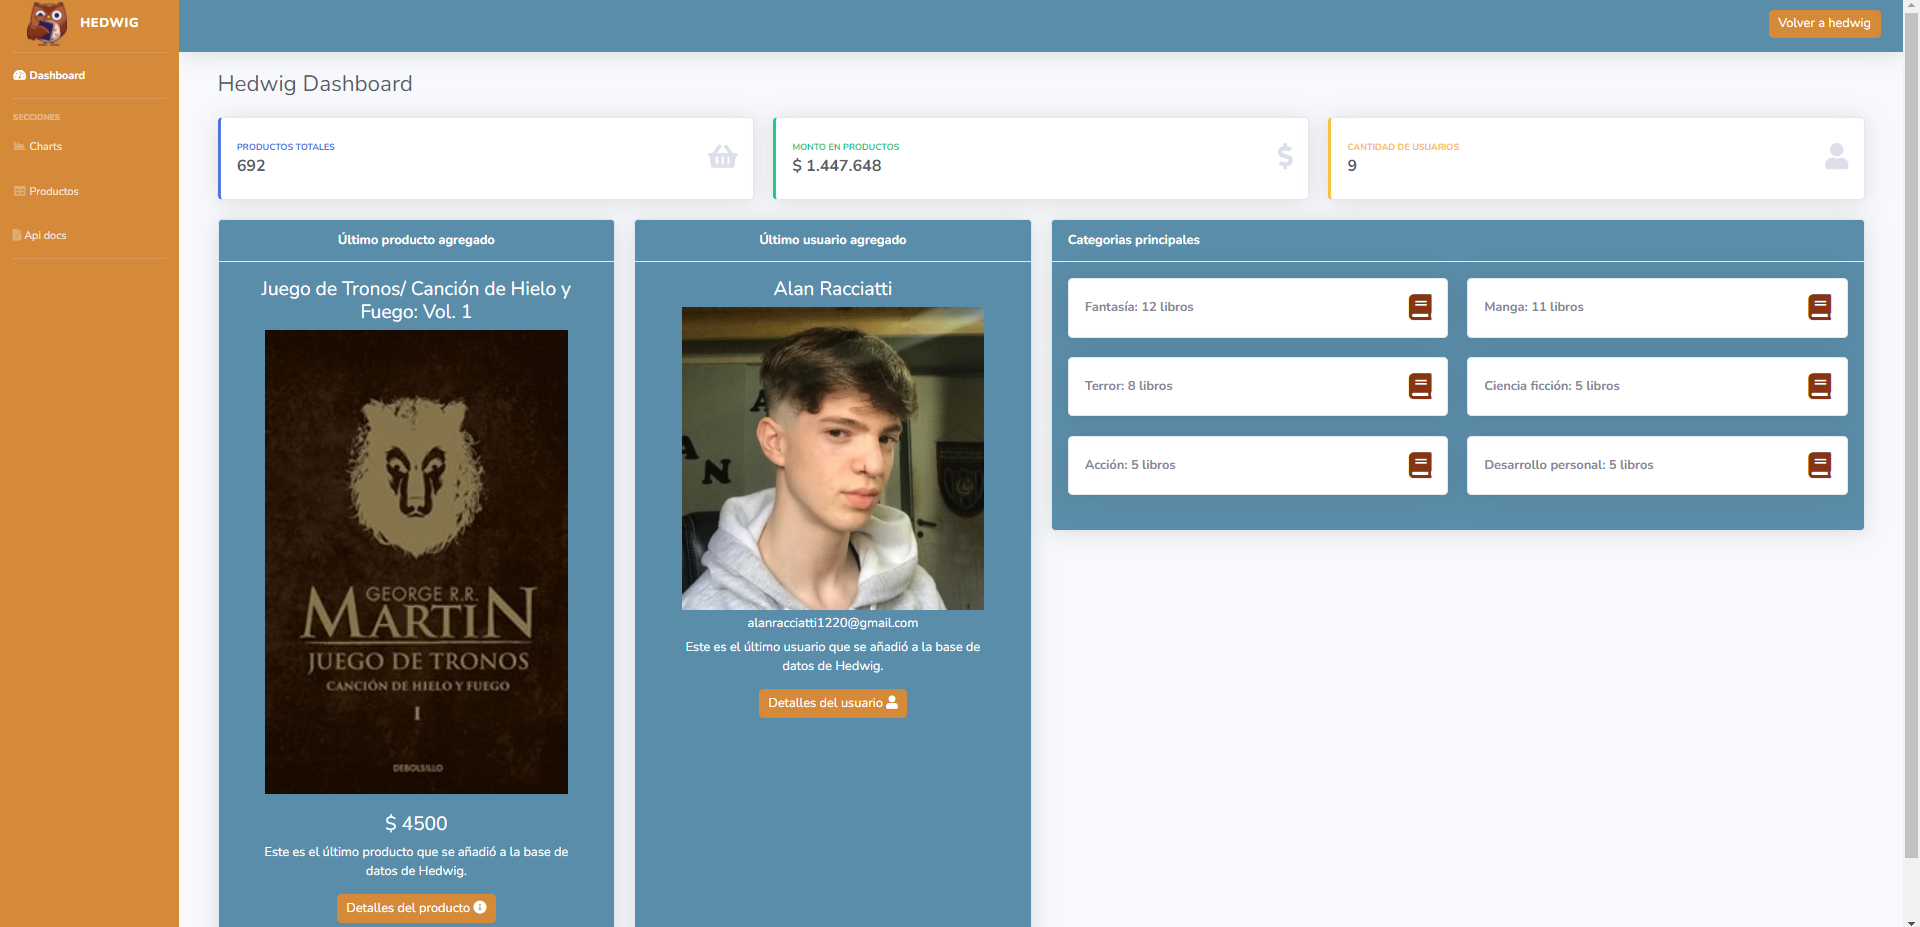 HEDWIG
Dashboard
SECCIONES
Charts
Productos
Api docs
Volver a hedwig
Hedwig Dashboard
PRODUCTOS TOTALES
692
MONTO EN PRODUCTOS
$ 1.447.648
CANTIDAD DE USUARIOS
9
Último producto agregado
Juego de Tronos/ Canción de Hielo y
Fuego: Vol. 1
GEORGE R.R.
MARTIN
JUEGO DE TRONOS
CANCIÓN DE HIELO Y FUEGO
I
DEBOLSILLO
$ 4500
Este es el último producto que se añadió a la base de
datos de Hedwig.
Detalles del producto
Último usuario agregado
Alan Racciatti
A
AN
N
alanracciatti1220@gmail.com
Este es el último usuario que se añadió a la base de
datos de Hedwig.
Detalles del usuario
Categorias principales
Fantasía: 12 libros
Manga: 11 libros
Terror: 8 libros
Ciencia ficción: 5 libros
Acción: 5 libros
Desarrollo personal: 5 libros